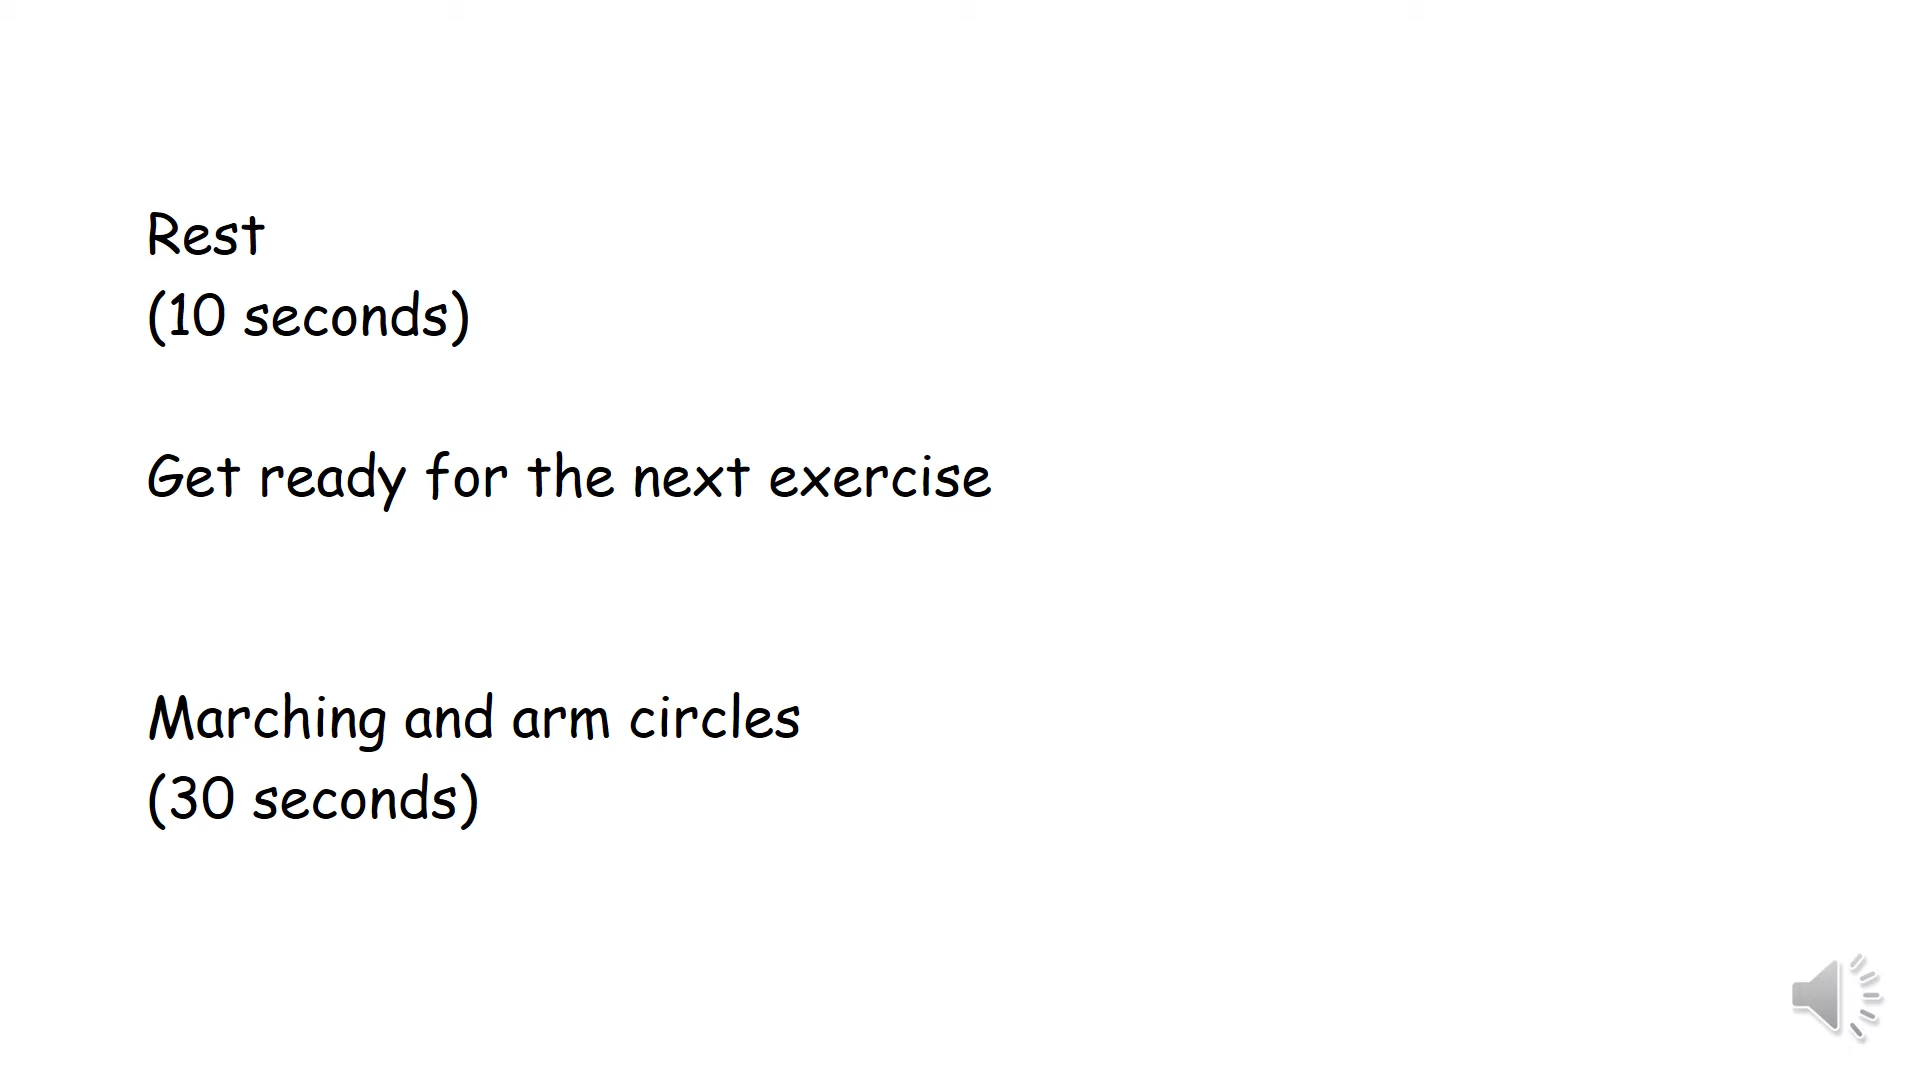 Rest
(10 seconds)
Get ready for the next exercise
Marching and arm circles
(30 seconds)